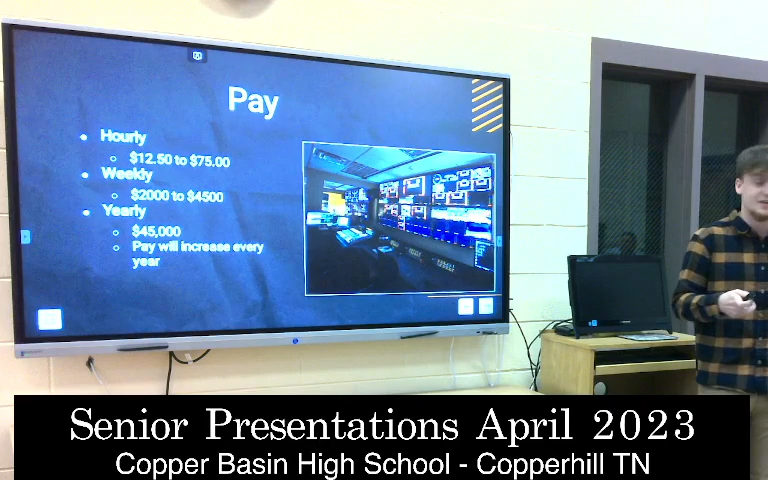 Pay
Hourly
$12.50 to $75.00
Weekly
$2000 to $4500
Yearly
$45,000
Pay will increase every
year
Senior Presentations April 2023
Copper Basin High School - Copperhill TN